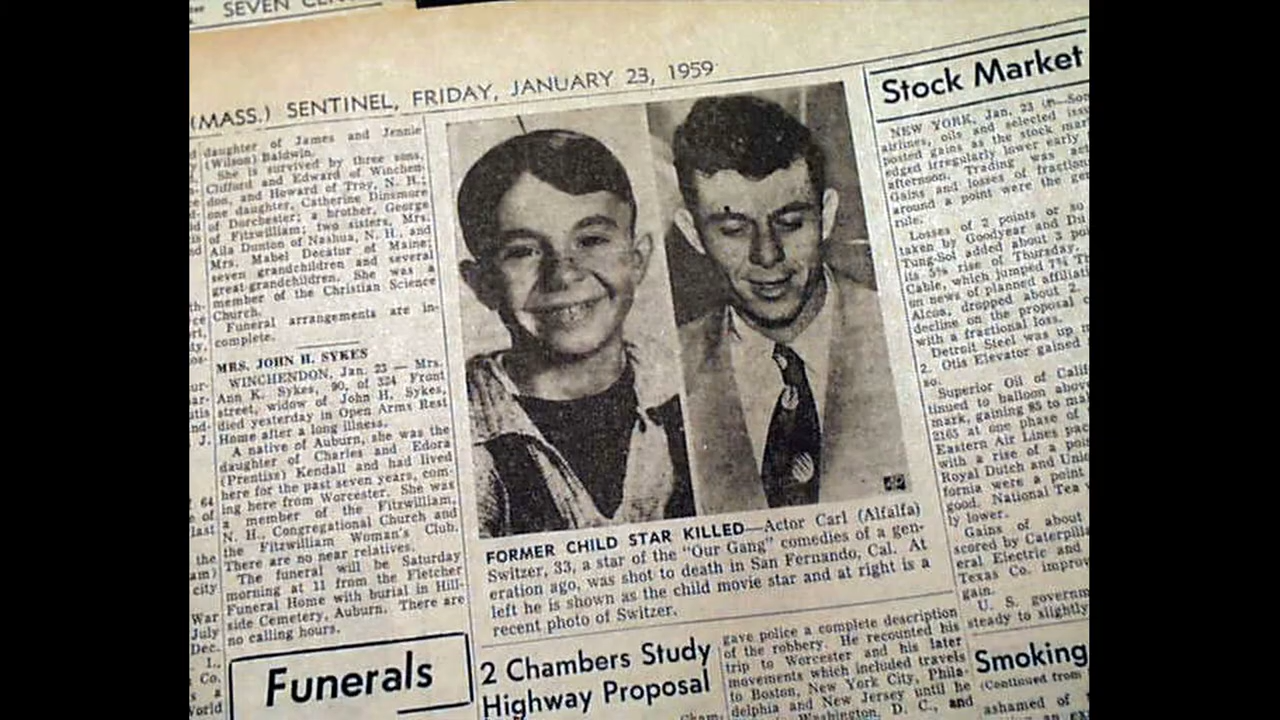 SEVEN
(MASS.) SENTINEL, FRIDAY, JANUARY 23, 1959
daughter of James and Jennie
(Wilson) Baldwin.
She is survived by three sons,
Clifford and Edward of Winchen-
don, and Howard of Troy, N. H.;
one daughter, Catherine Dinsmore
of Dorchester; a brother, George
of Fitzwilliam; two sisters, Mrs.
Alla Dunton of Nashua, N. H., and
Mrs. Mabel Decatur of Maine;
seven grandchildren and several
great-grandchildren. She was a
member of the Christian Science
Church.
Funeral arrangements are in-
complete.
MRS. JOHN H. SYKES
WINCHENDON, Jan. 23 — Mrs.
Ann K. Sykes, 90, of 324 Front
street, widow of John H. Sykes,
died yesterday in Open Arms Rest
Home after a long illness.
A native of Auburn, she was the
daughter of Charles and Edora
(Prentiss) Kendall and had lived
here for the past seven years, com-
ing here from Worcester. She was
a member of the Fitzwilliam,
N. H., Congregational Church and
the Fitzwilliam Woman's Club.
There are no near relatives.
The funeral will be Saturday
morning at 11 from the Fletcher
Funeral Home with burial in Hill-
side Cemetery, Auburn. There are
no calling hours.
Funerals
FORMER CHILD STAR KILLED—Actor Carl (Alfalfa)
Switzer, 33, a star of the "Our Gang" comedies of a gen-
eration ago, was shot to death in San Fernando, Cal. At
left he is shown as the child movie star and at right is a
recent photo of Switzer.
2 Chambers Study
Highway Proposal
gave police a complete description
of the robbery. He recounted his
trip to Worcester and his later
movements which included travels
to Boston, New York City, Phila-
delphia and New Jersey until he
Washington, D. C., and
Stock Market
NEW YORK, Jan. 23
airlines, oils and selected
posted gains as the stock
edged irregularly lower early
afternoon. Trading was
Gains and losses of
around a point were the
rule.
Losses of 2 points or so
taken by Goodyear and Du
Tung-Sol added about 3
its 5⅝ rise of Thursday.
Cable, which jumped
on news of planned
Alcoa, dropped about 2.
decline on the proposal
with a fractional loss.
Detroit Steel was up
2. Otis Elevator gained
so.
Superior Oil of
tinued to balloon
mark, gaining 85 to
2165 at one phase of
Eastern Air Lines
with a rise of a
Royal Dutch and
fornia were a point
good. National Tea
ly lower.
Gains of about
scored by
eral Electric and
Texas Co.
gain.
U. S.
steady to slightly
Smoking
(Continued from
ashamed of